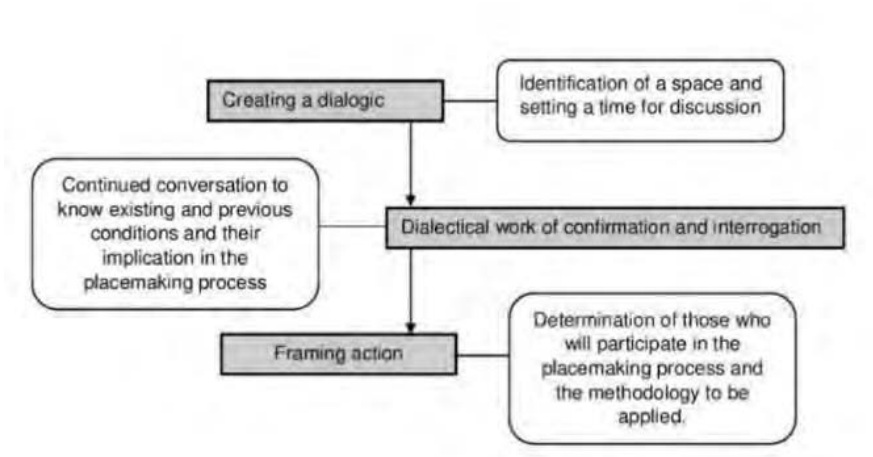 Creating a dialogic
Identification of a space and
setting a time for discussion
Continued conversation to
know existing and previous
conditions and their
implication in the
placemaking process
Dialectical work of confirmation and interrogation
Framing action
Determination of those who
will participate in the
placemaking process and
the methodology to be
applied.